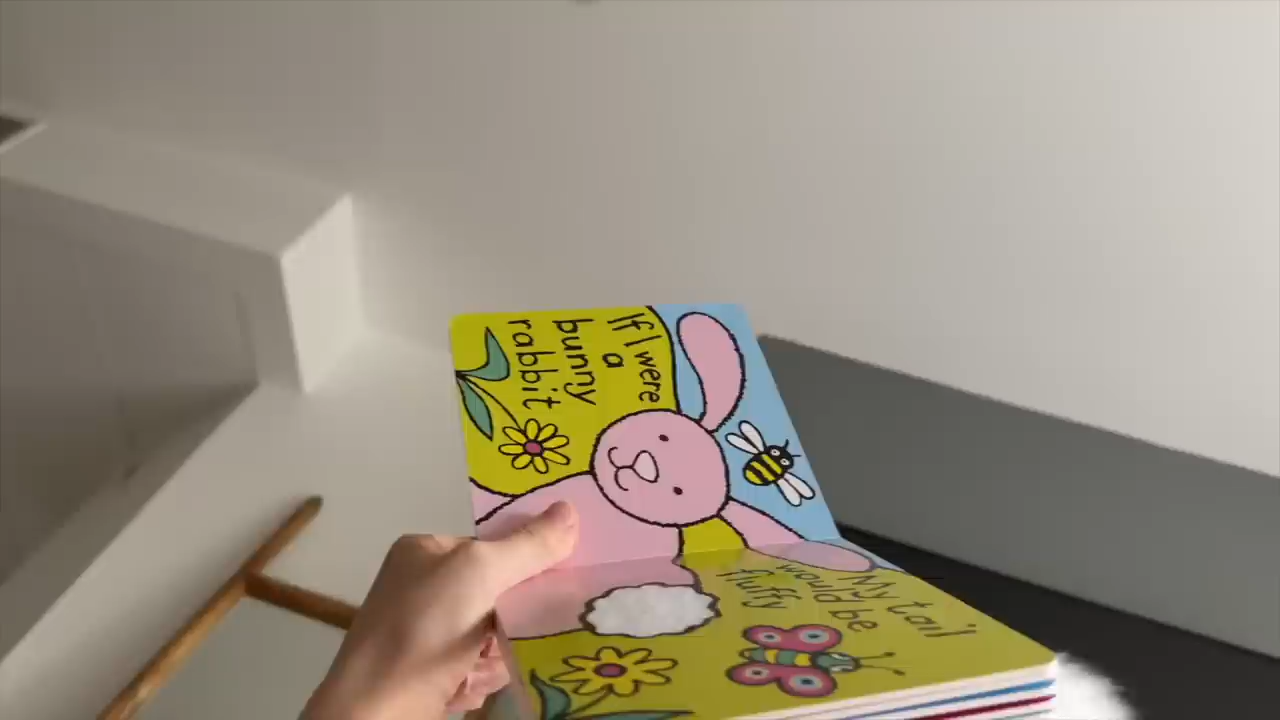 If I were
a
bunny
rabbit
My tail
would be
fluffy